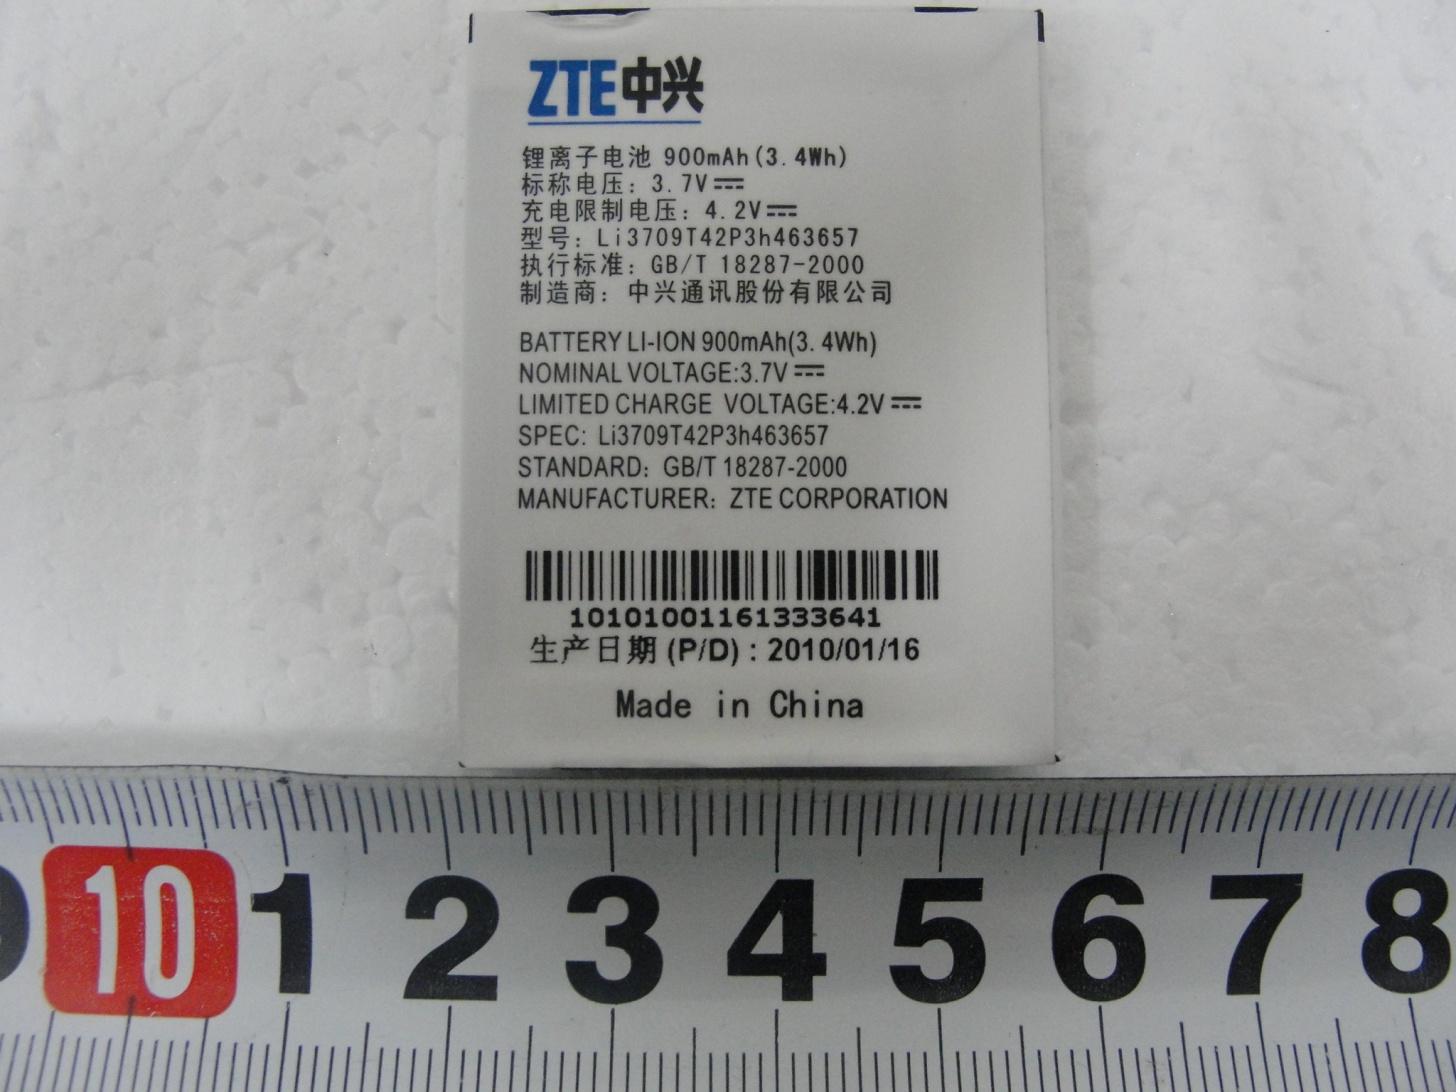 ZTE中兴
锂离子电池 900mAh(3.4Wh)
标称电压: 3.7V
充电限制电压: 4.2V
型号: Li3709T42P3h463657
执行标准: GB/T 18287-2000
制造商: 中兴通讯股份有限公司
BATTERY LI-ION 900mAh(3.4Wh)
NOMINAL VOLTAGE:3.7V
LIMITED CHARGE VOLTAGE:4.2V
SPEC: Li3709T42P3h463657
STANDARD: GB/T 18287-2000
MANUFACTURER: ZTE CORPORATION
10101001161333641
生产日期 (P/D) : 2010/01/16
Made in China
9 10 1 2 3 4 5 6 7 8